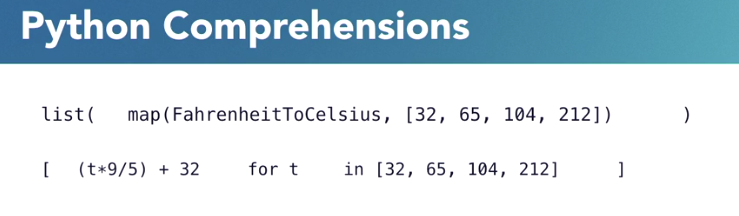 Python Comprehensions
list( map(FahrenheitToCelsius, [32, 65, 104, 212]) )
[ (t*9/5) + 32 for t in [32, 65, 104, 212] ]